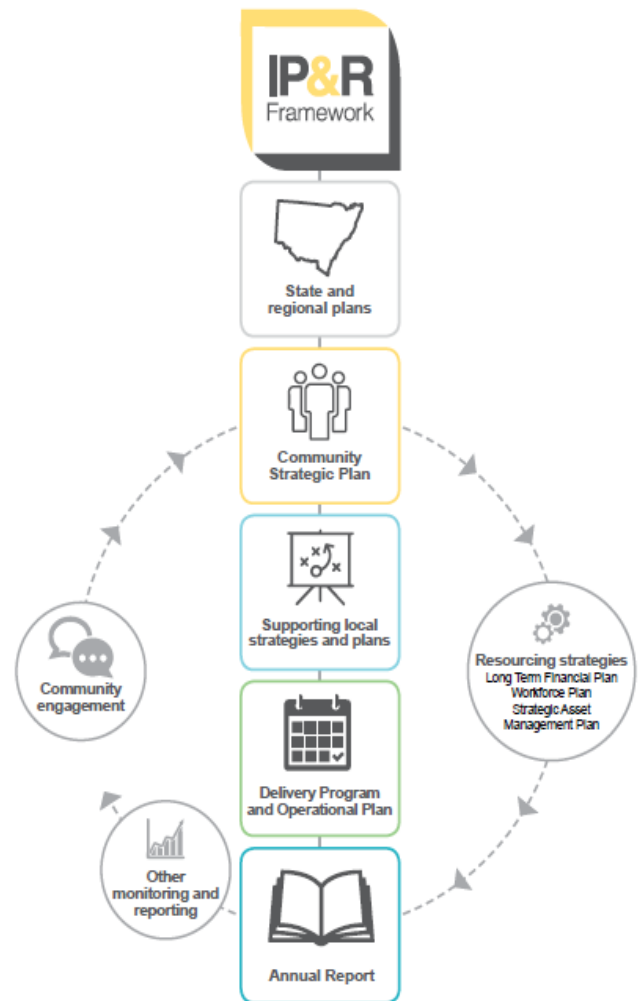 IP&R
Framework
State and
regional plans
Community
Strategic Plan
Supporting local
strategies and plans
Community
engagement
Resourcing strategies
Long Term Financial Plan
Workforce Plan
Strategic Asset
Management Plan
Delivery Program
and Operational Plan
Other
monitoring and
reporting
Annual Report